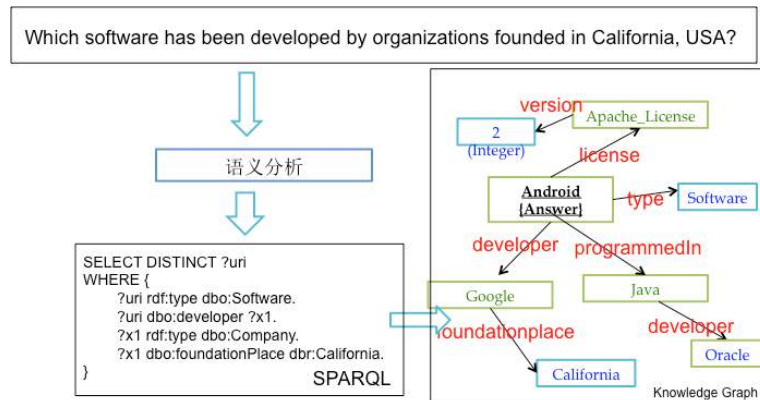 Which software has been developed by organizations founded in California, USA?
语义分析
SELECT DISTINCT ?uri
WHERE {
?uri rdf:type dbo:Software.
?uri dbo:developer ?x1.
?x1 rdf:type dbo:Company.
?x1 dbo:foundationPlace dbr:California.
}
SPARQL
version
Apache_License
2
(Integer)
license
Android
{Answer}
type
Software
developer
programmedIn
Google
Java
foundationplace
developer
Oracle
California
Knowledge Graph